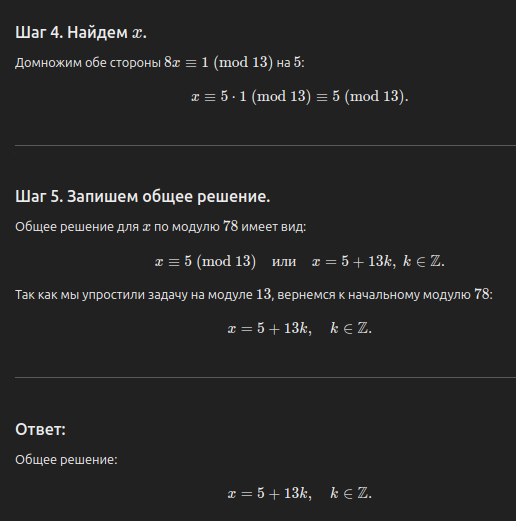 Шаг 4. Найдем x.
Домножим обе стороны 8x ≡ 1 (mod 13) на 5:
x ≡ 5 · 1 (mod 13) ≡ 5 (mod 13).
Шаг 5. Запишем общее решение.
Общее решение для x по модулю 78 имеет вид:
x ≡ 5 (mod 13) или x = 5 + 13k, k ∈ ℤ.
Так как мы упростили задачу на модуле 13, вернемся к начальному модулю 78:
x = 5 + 13k, k ∈ ℤ.
Ответ:
Общее решение:
x = 5 + 13k, k ∈ ℤ.